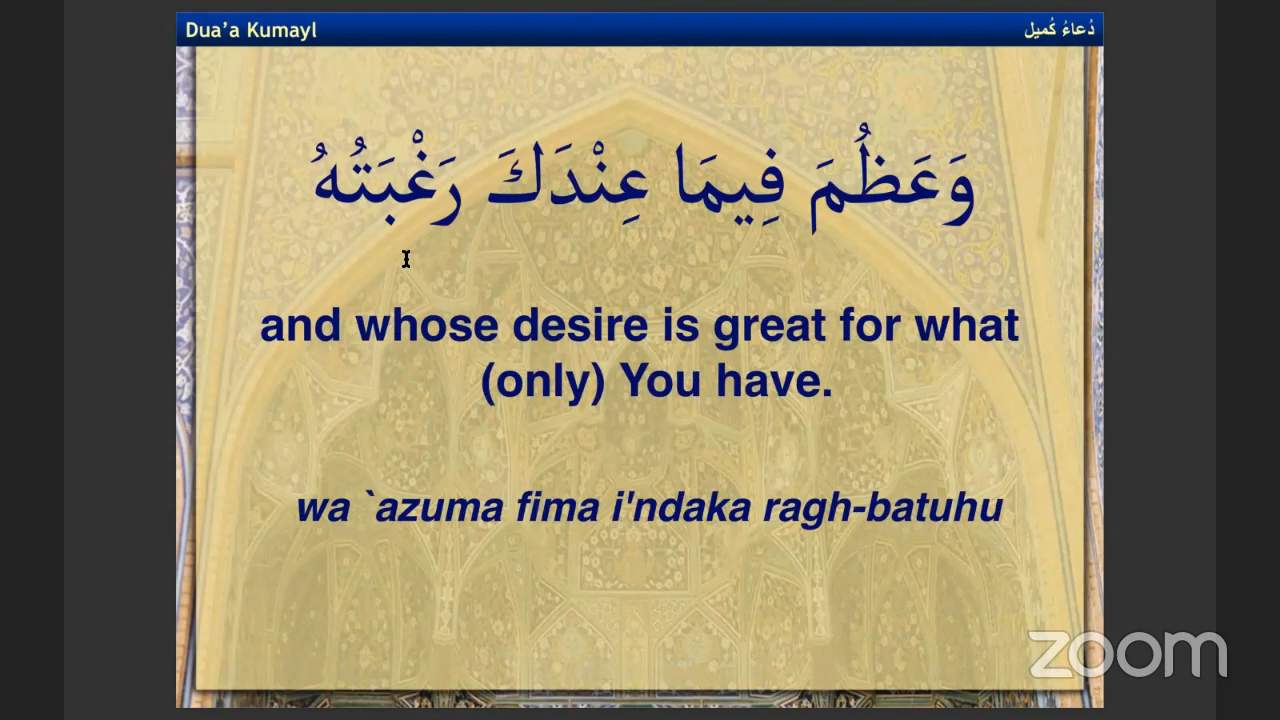 Dua’a Kumayl
دُعاءُ كُميل
وَعَظُمَ فِيمَا عِنْدَكَ رَغْبَتُهُ
and whose desire is great for what
(only) You have.
wa `azuma fima i'ndaka ragh-batuhu
zoom